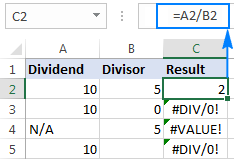 C2 =A2/B2
A B C
1 Dividend Divisor Result
2 10 5 2
3 10 0 #DIV/0!
4 N/A 5 #VALUE!
5 10 #DIV/0!